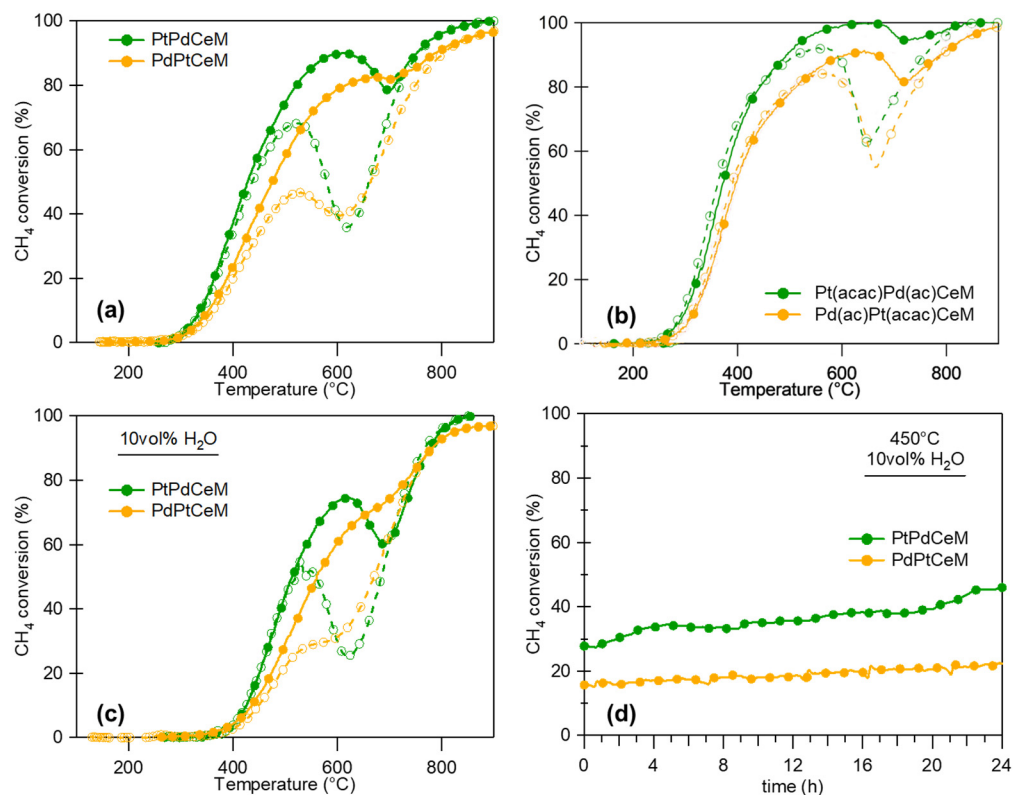 100
80
60
40
20
0
CH4 conversion (%)
PtPdCeM
PdPtCeM
(a)
200 400 600 800
Temperature (°C)
100
80
60
40
20
0
CH4 conversion (%)
Pt(acac)Pd(ac)CeM
Pd(ac)Pt(acac)CeM
(b)
200 400 600 800
Temperature (°C)
100
80
60
40
20
0
CH4 conversion (%)
10vol% H2O
PtPdCeM
PdPtCeM
(c)
200 400 600 800
Temperature (°C)
100
80
60
40
20
0
CH4 conversion (%)
450°C
10vol% H2O
PtPdCeM
PdPtCeM
(d)
0 4 8 12 16 20 24
time (h)